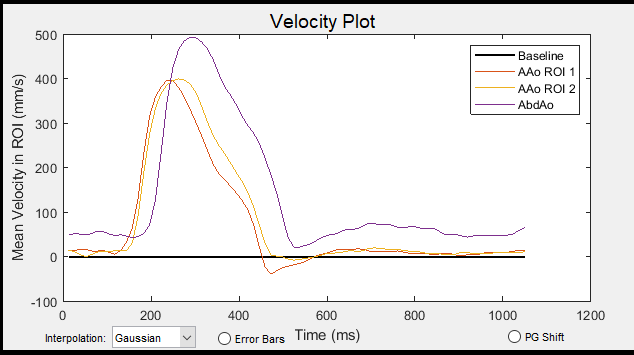 Velocity Plot
500
400
300
200
100
0
-100
Mean Velocity in ROI (mm/s)
Baseline
AAo ROI 1
AAo ROI 2
AbdAo
0 200 400 600 800 1000 1200
Interpolation: Gaussian Error Bars Time (ms) PG Shift